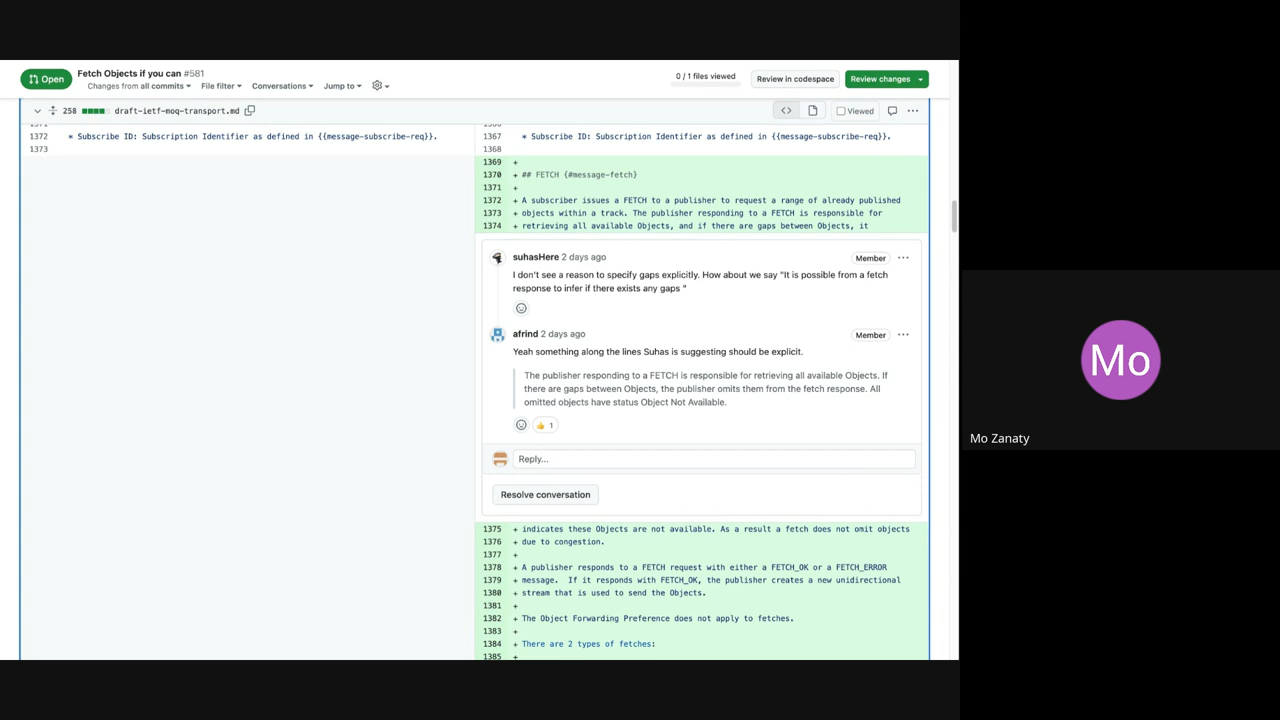 Open
Fetch Objects if you can #581
Changes from all commits File filter Conversations Jump to
0 / 1 files viewed
Review in codespace
Review changes
258 draft-ietf-moq-transport.md
Viewed
1372 * Subscribe ID: Subscription Identifier as defined in {{message-subscribe-req}}.
1373
1367 * Subscribe ID: Subscription Identifier as defined in {{message-subscribe-req}}.
1368
1369 +
1370 + ## FETCH {#message-fetch}
1371 +
1372 + A subscriber issues a FETCH to a publisher to request a range of already published
1373 + objects within a track. The publisher responding to a FETCH is responsible for
1374 + retrieving all available Objects, and if there are gaps between Objects, it
suhasHere 2 days ago
Member
I don't see a reason to specify gaps explicitly. How about we say "It is possible from a fetch
response to infer if there exists any gaps "
afrind 2 days ago
Member
Yeah something along the lines Suhas is suggesting should be explicit.
The publisher responding to a FETCH is responsible for retrieving all available Objects. If
there are gaps between Objects, the publisher omits them from the fetch response. All
omitted objects have status Object Not Available.
👍 1
Reply...
Resolve conversation
1375 + indicates these Objects are not available. As a result a fetch does not omit objects
1376 + due to congestion.
1377 +
1378 + A publisher responds to a FETCH request with either a FETCH_OK or a FETCH_ERROR
1379 + message.  If it responds with FETCH_OK, the publisher creates a new unidirectional
1380 + stream that is used to send the Objects.
1381 +
1382 + The Object Forwarding Preference does not apply to fetches.
1383 +
1384 + There are 2 types of fetches:
1385 +
Mo
Mo Zanaty